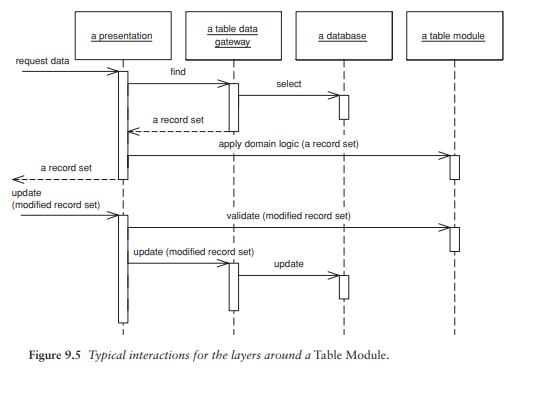 a presentation
a table data
gateway
a database
a table module
request data
find
select
a record set
apply domain logic (a record set)
a record set
update
(modified record set)
validate (modified record set)
update (modified record set)
update
Figure 9.5 Typical interactions for the layers around a Table Module.